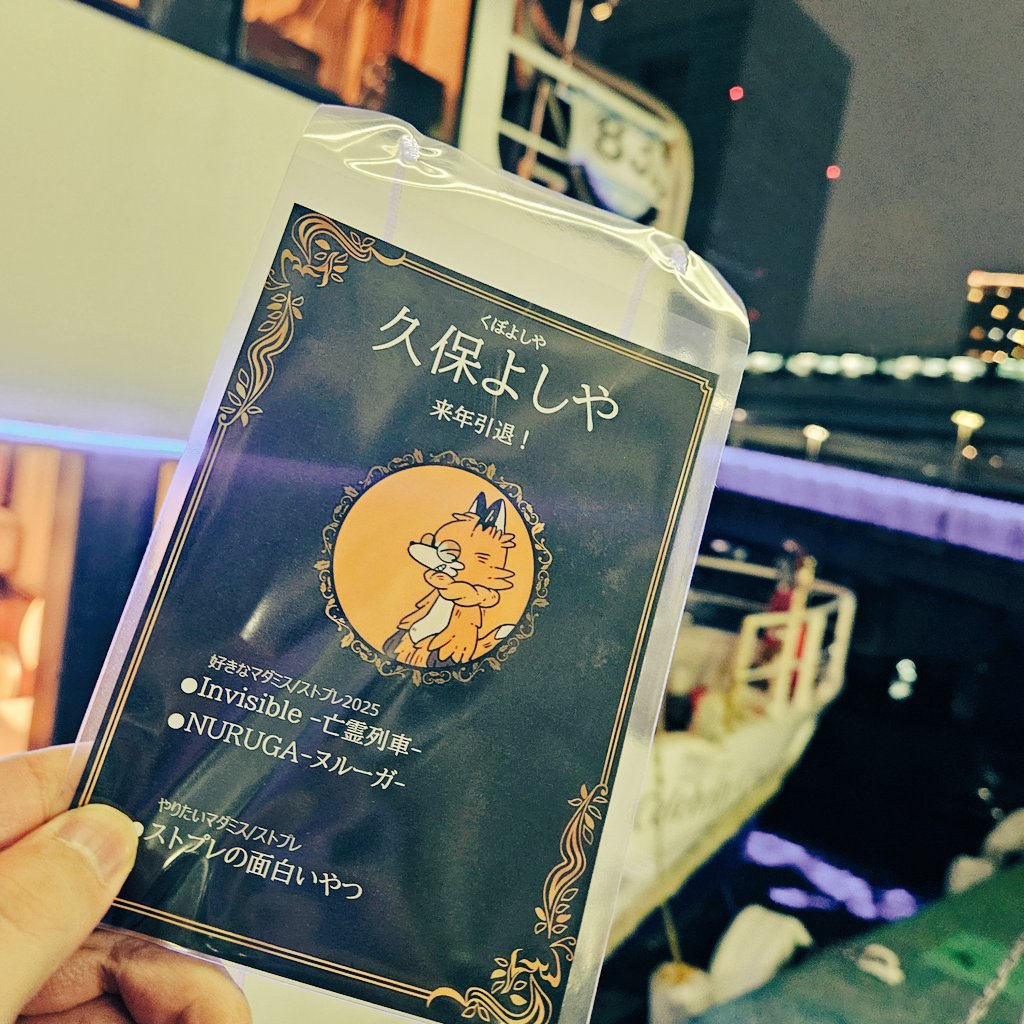 83
くぼよしや
久保よしや
来年引退！
好きなマダミス/ストプレ2025
●Invisible -亡霊列車-
●NURUGA-ヌルーガ-
やりたいマダミス/ストプレ
●ストプレの面白いやつ